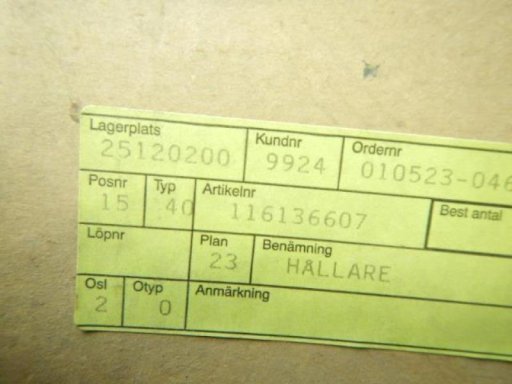 Lagerplats Kundnr Ordernr
25120200 9924 010523-046
Posnr Typ Artikelnr Best antal
15 40 116136607
Löpnr Plan Benämning
23 HÅLLARE
Osl Otyp Anmärkning
2 0